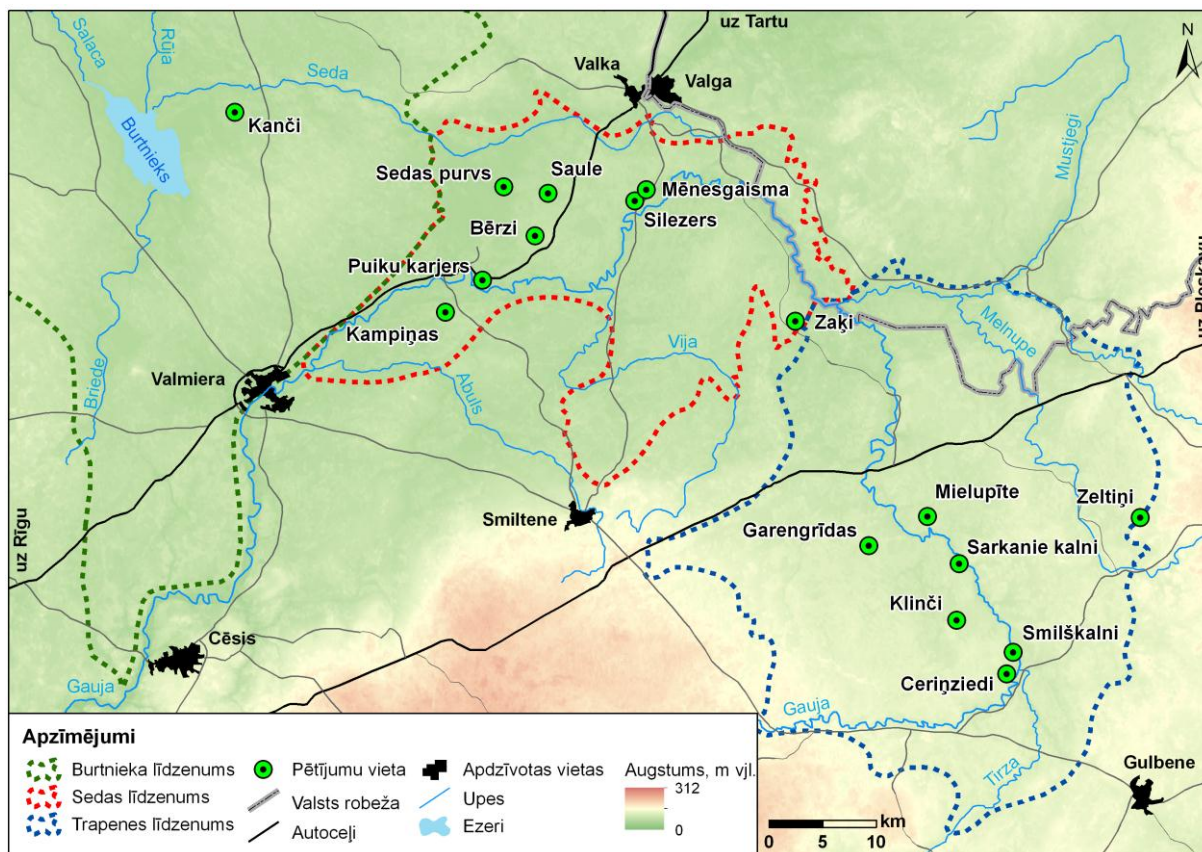 uz Tartu
N
Salaca
Rūja
Seda
Valka
Valga
Burtnieks
Kanči
Mustjegi
Sedas purvs
Saule
Mēnesgaisma
Silezers
Bērzi
Puiku karjers
Kampiņas
Zaķi
Melnupe
Vija
Valmiera
Briede
Abuls
Smiltene
uz Rīgu
Mielupīte
Zeltiņi
Garengrīdas
Sarkanie kalni
Klinči
Smilškalni
Ceriņziedi
Cēsis
Gauja
Gauja
Tirza
Gulbene
Apzīmējumi
Burtnieka līdzenums
Pētījumu vieta
Apdzīvotas vietas
Augstums, m vjl.
Sedas līdzenums
Valsts robeža
Upes
312
Trapenes līdzenums
Autoceļi
Ezeri
0
km
0 5 10